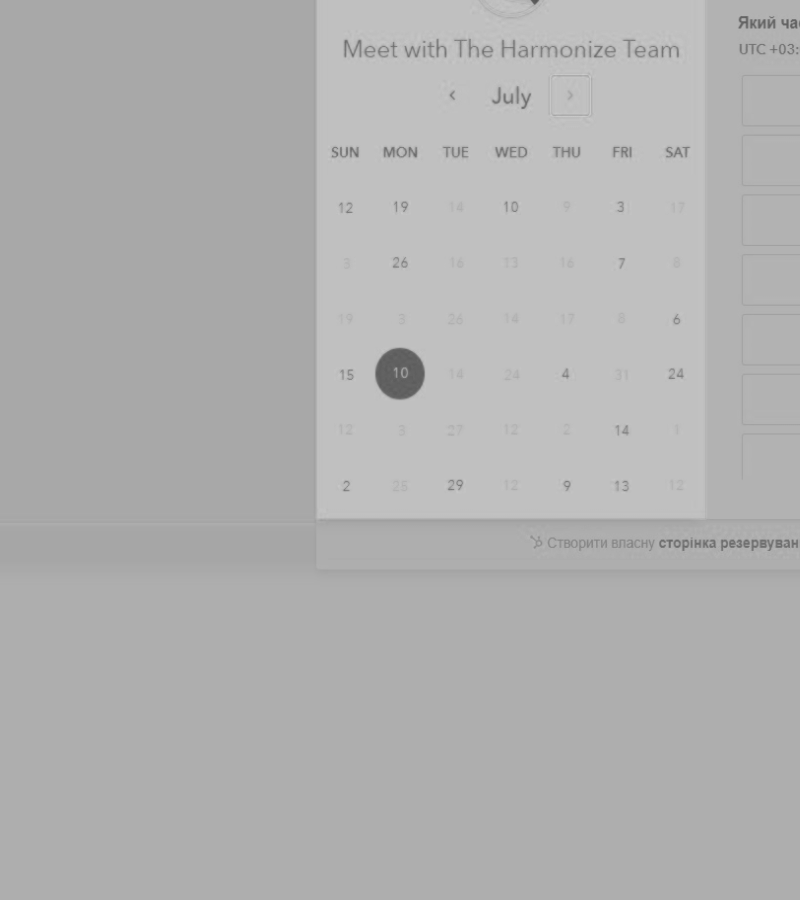 Meet with The Harmonize Team
‹ July ›
SUN MON TUE WED THU FRI SAT
12 19 14 10 9 3 17
3 26 16 13 16 7 8
19 3 26 14 17 8 6
15 10 14 24 4 31 24
12 3 27 12 2 14 1
2 25 29 12 9 13 12
Який ча
UTC +03:
Створити власну сторінка резервуван